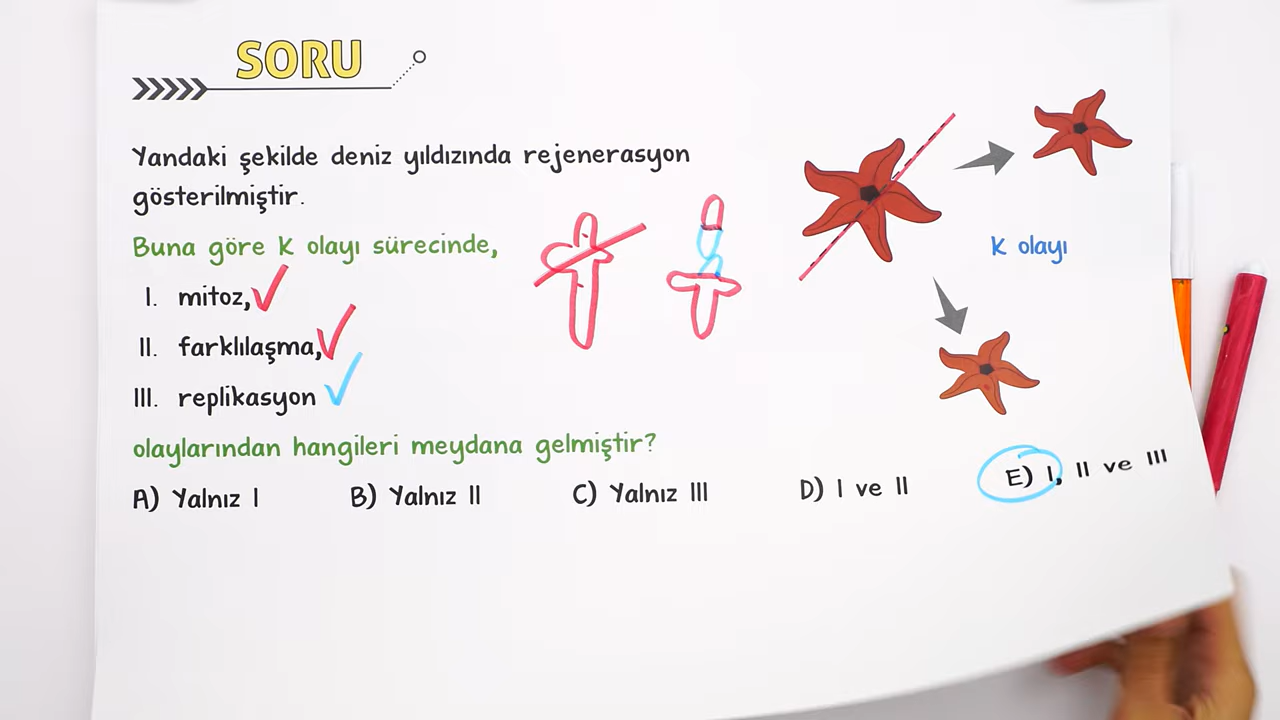 SORU
Yandaki şekilde deniz yıldızında rejenerasyon
gösterilmiştir.
Buna göre K olayı sürecinde,
I. mitoz,
II. farklılaşma,
III. replikasyon
olaylarından hangileri meydana gelmiştir?
A) Yalnız I B) Yalnız II C) Yalnız III D) I ve II E) I, II ve III
K olayı